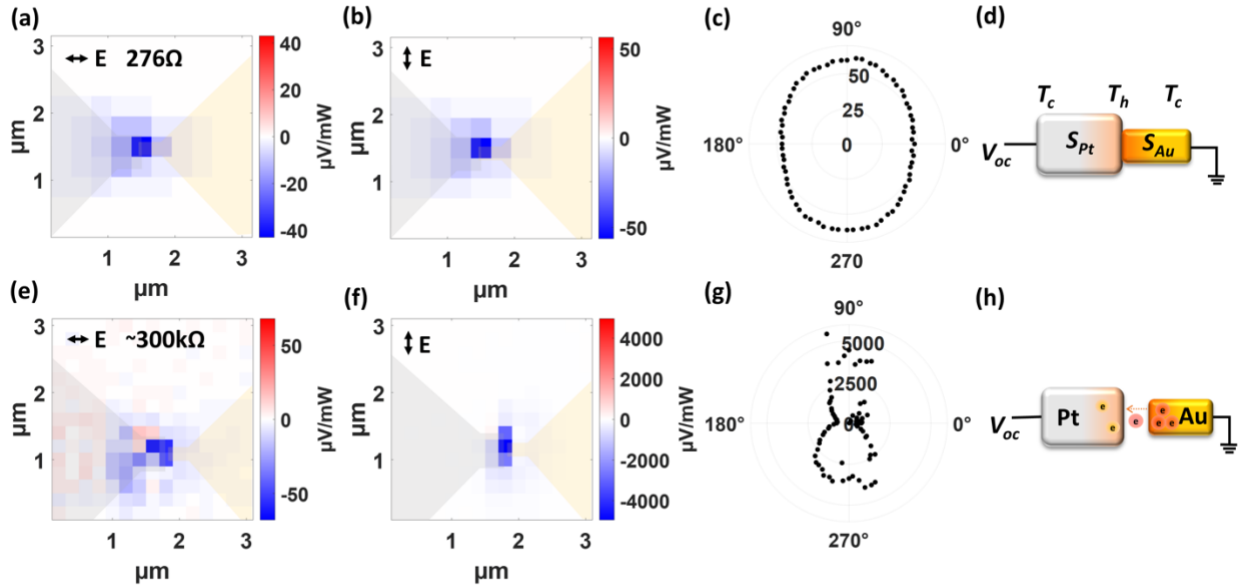 (a)
↔ E 276Ω
µm
3
2
1
1 2 3
µm
40
20
0
-20
-40
µV/mW
(b)
↕ E
µm
3
2
1
1 2 3
µm
50
0
-50
µV/mW
(c)
90°
50
25
180° 0 0°
270
(d)
Tc Th Tc
Voc SPt SAu
(e)
↔ E ~300kΩ
µm
3
2
1
1 2 3
µm
50
0
-50
µV/mW
(f)
↕ E
3
2
1
1 2 3
µm
4000
2000
0
-2000
-4000
µV/mW
(g)
90°
5000
2500
180° 0 0°
270°
(h)
Voc Pt e e e e e e Au